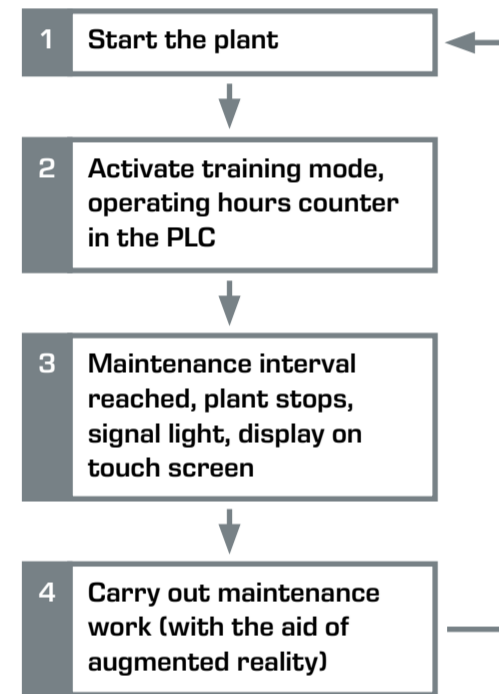 1 Start the plant
2 Activate training mode,
operating hours counter
in the PLC
3 Maintenance interval
reached, plant stops,
signal light, display on
touch screen
4 Carry out maintenance
work (with the aid of
augmented reality)